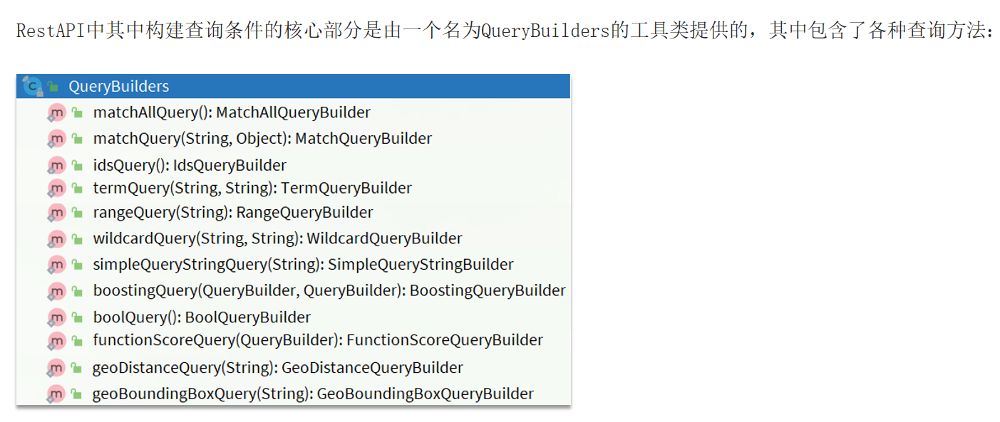 RestAPI中其中构建查询条件的核心部分是由一个名为QueryBuilders的工具类提供的，其中包含了各种查询方法：
QueryBuilders
matchAllQuery(): MatchAllQueryBuilder
matchQuery(String, Object): MatchQueryBuilder
idsQuery(): IdsQueryBuilder
termQuery(String, String): TermQueryBuilder
rangeQuery(String): RangeQueryBuilder
wildcardQuery(String, String): WildcardQueryBuilder
simpleQueryStringQuery(String): SimpleQueryStringBuilder
boostingQuery(QueryBuilder, QueryBuilder): BoostingQueryBuilder
boolQuery(): BoolQueryBuilder
functionScoreQuery(QueryBuilder): FunctionScoreQueryBuilder
geoDistanceQuery(String): GeoDistanceQueryBuilder
geoBoundingBoxQuery(String): GeoBoundingBoxQueryBuilder